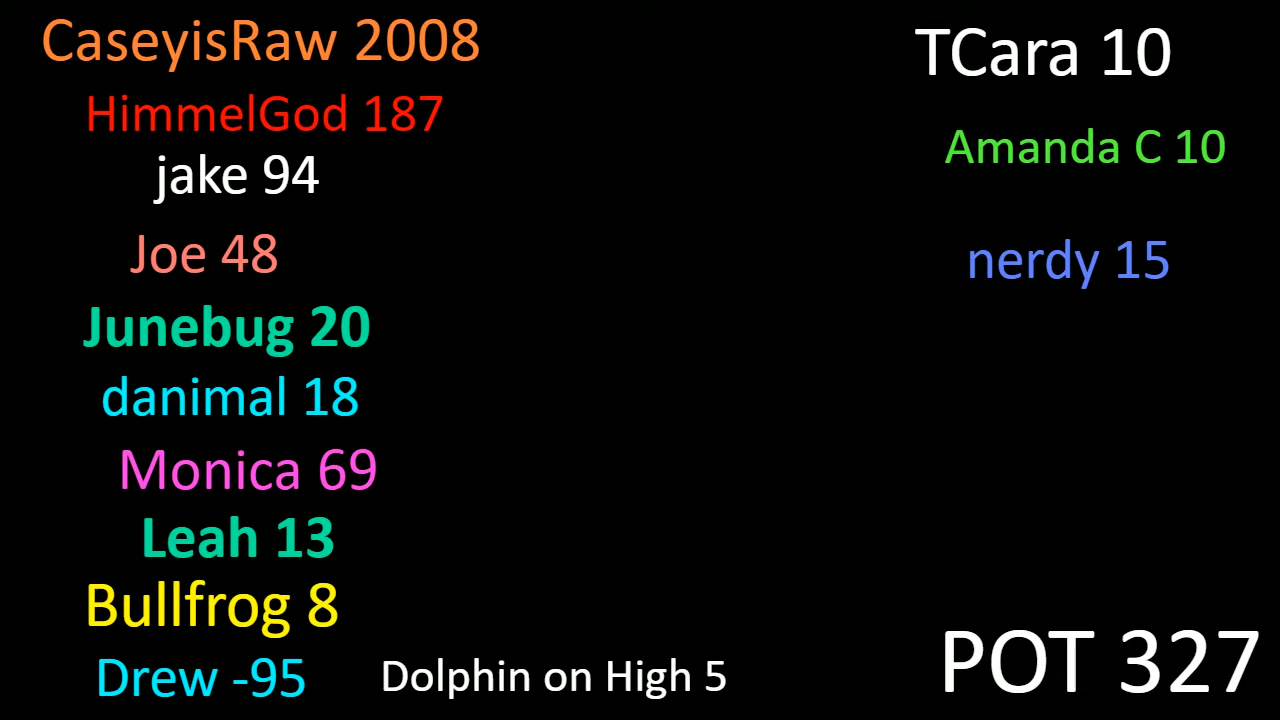 CaseyisRaw 2008
HimmelGod 187
jake 94
Joe 48
Junebug 20
danimal 18
Monica 69
Leah 13
Bullfrog 8
Drew -95
Dolphin on High 5
TCara 10
Amanda C 10
nerdy 15
POT 327